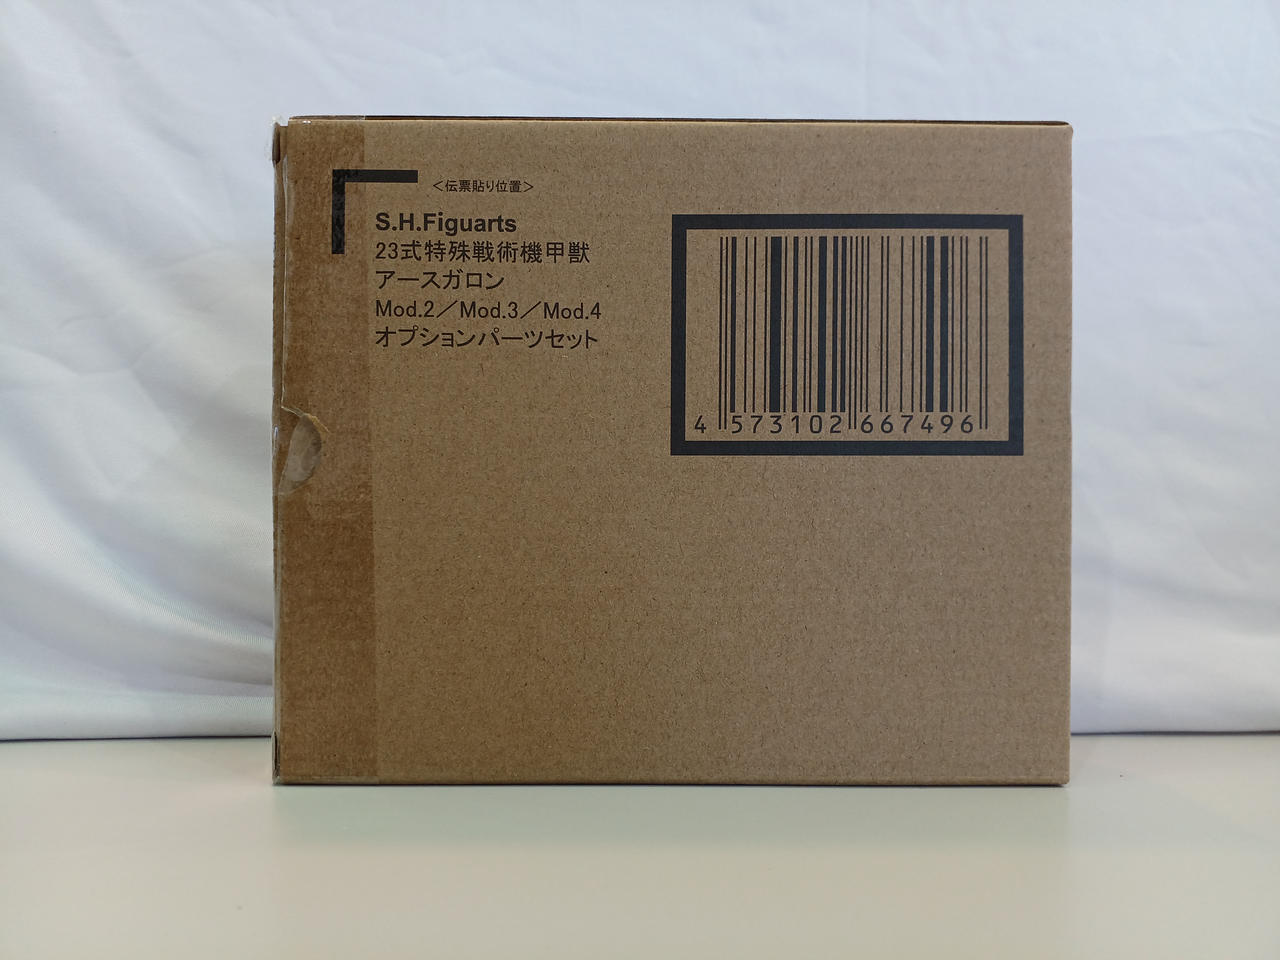 ＜伝票貼り位置＞
S.H.Figuarts
23式特殊戦術機甲獣
アースガロン
Mod.2／Mod.3／Mod.4
オプションパーツセット
4 573102 667496